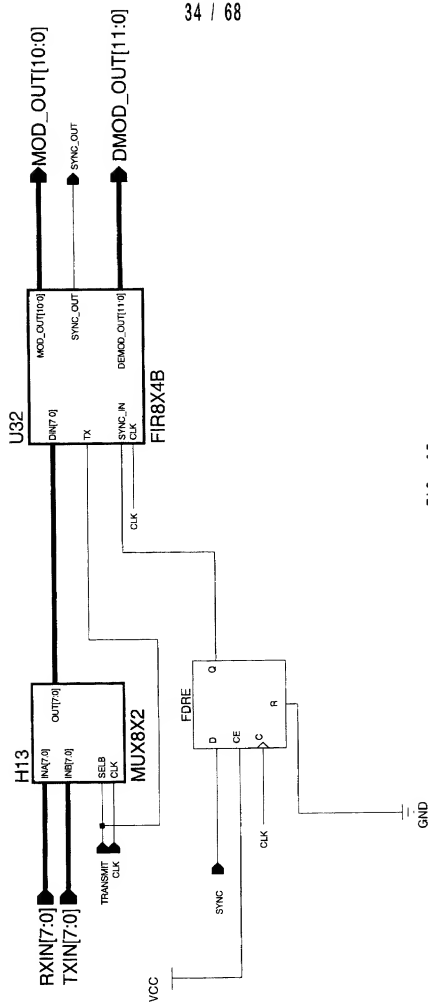 34 / 68
MOD_OUT[10:0]
SYNC_OUT
DMOD_OUT[11:0]
U32
DIN[7:0]
TX
SYNC_IN
CLK
MOD_OUT[10:0]
SYNC_OUT
DEMOD_OUT[11:0]
FIR8X4B
CLK
H13
INA[7:0]
INB[7:0]
SELB
CLK
OUT[7:0]
MUX8X2
RXIN[7:0]
TXIN[7:0]
TRANSMIT
CLK
FDRE
D
CE
C
Q
R
SYNC
CLK
VCC
GND